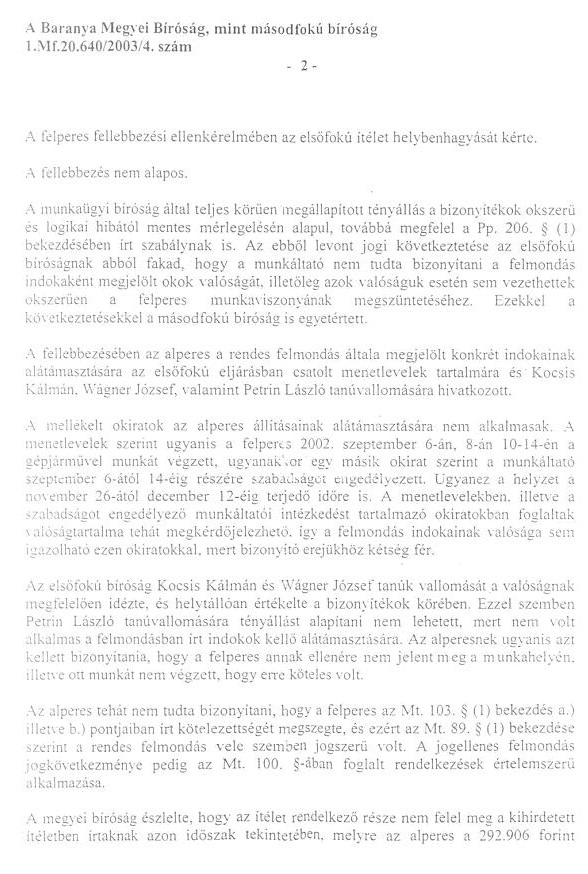 A Baranya Megyei Bíróság, mint másodfokú bíróság
1.Mf.20.640/2003/4. szám
- 2 -
A felperes fellebbezési ellenkérelmében az elsőfokú ítélet helybenhagyását kérte.
A fellebbezés nem alapos.
A munkaügyi bíróság által teljes körűen megállapított tényállás a bizonyítékok okszerű
és logikai hibától mentes mérlegelésén alapul, továbbá megfelel a Pp. 206. § (1)
bekezdésében írt szabálynak is. Az ebből levont jogi következtetése az elsőfokú
bíróságnak abból fakad, hogy a munkáltató nem tudta bizonyítani a felmondás
indokaként megjelölt okok valóságát, illetőleg azok valóságuk esetén sem vezethettek
okszerűen a felperes munkaviszonyának megszüntetéséhez. Ezekkel a
következtetésekkel a másodfokú bíróság is egyetértett.
A fellebbezésében az alperes a rendes felmondás általa megjelölt konkrét indokainak
alátámasztására az elsőfokú eljárásban csatolt menetlevelek tartalmára és Kocsis
Kálmán, Wágner József, valamint Petrin László tanúvallomására hivatkozott.
A mellékelt okiratok az alperes állításainak alátámasztására nem alkalmasak. A
menetlevelek szerint ugyanis a felperes 2002. szeptember 6-án, 8-án 10-14-én a
gépjárművel munkát végzett, ugyanakkor egy másik okirat szerint a munkáltató
szeptember 6-ától 14-éig részére szabadságot engedélyezett. Ugyanez a helyzet a
november 26-ától december 12-éig terjedő időre is. A menetlevelekben, illetve a
szabadságot engedélyező munkáltatói intézkedést tartalmazó okiratokban foglaltak
valóságtartalma tehát megkérdőjelezhető, így a felmondás indokainak valósága sem
igazolható ezen okiratokkal, mert bizonyító erejükhöz kétség fér.
Az elsőfokú bíróság Kocsis Kálmán és Wágner József tanúk vallomását a valóságnak
megfelelően idézte, és helytállóan értékelte a bizonyítékok körében. Ezzel szemben
Petrin László tanúvallomására tényállást alapítani nem lehetett, mert nem volt
alkalmas a felmondásban írt indokok kellő alátámasztására. Az alperesnek ugyanis azt
kellett bizonyítania, hogy a felperes annak ellenére nem jelent meg a munkahelyén,
illetve ott munkát nem végzett, hogy erre köteles volt.
Az alperes tehát nem tudta bizonyítani, hogy a felperes az Mt. 103. § (1) bekezdés a.)
illetve b.) pontjaiban írt kötelezettségét megszegte, és ezért az Mt. 89. § (1) bekezdése
szerint a rendes felmondás vele szemben jogszerű volt. A jogellenes felmondás
jogkövetkezménye pedig az Mt. 100. §-ában foglalt rendelkezések értelemszerű
alkalmazása.
A megyei bíróság észlelte, hogy az ítélet rendelkező része nem felel meg a kihirdetett
ítéletben írtaknak azon időszak tekintetében, melyre az alperes a 292.906 forint